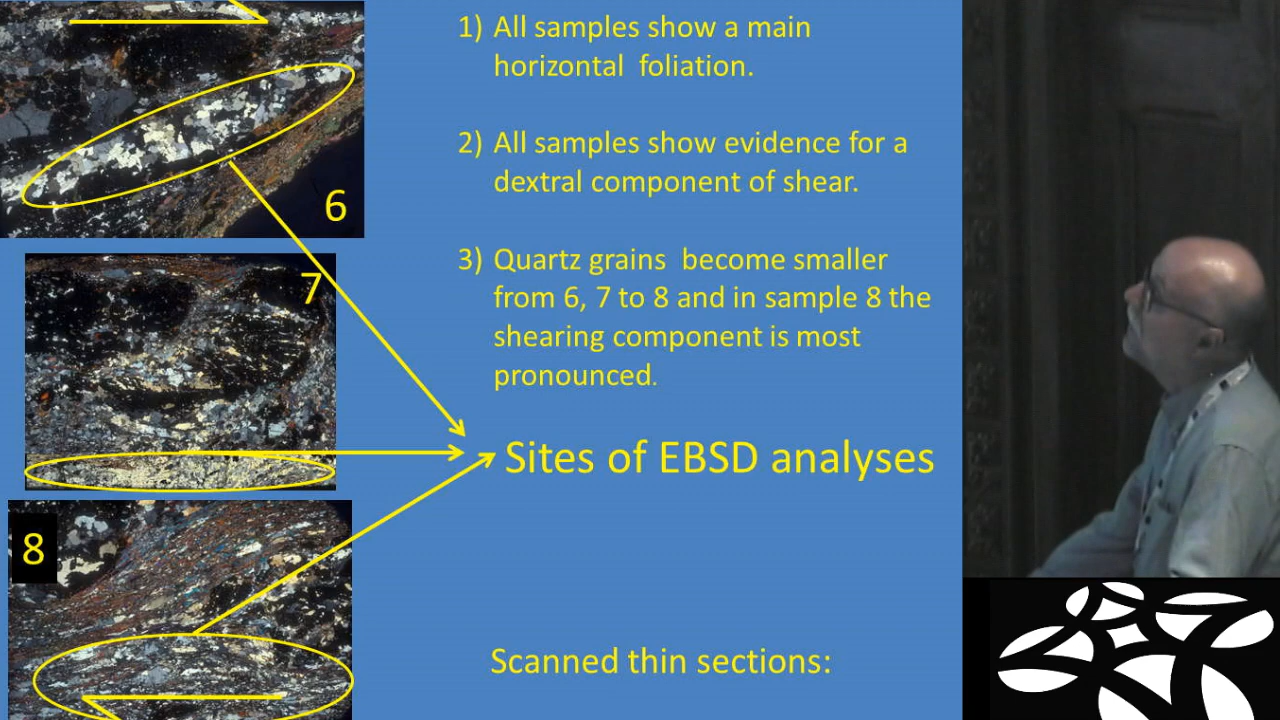 1) All samples show a main
horizontal foliation.
2) All samples show evidence for a
dextral component of shear.
3) Quartz grains become smaller
from 6, 7 to 8 and in sample 8 the
shearing component is most
pronounced.
6
7
8
Sites of EBSD analyses
Scanned thin sections: